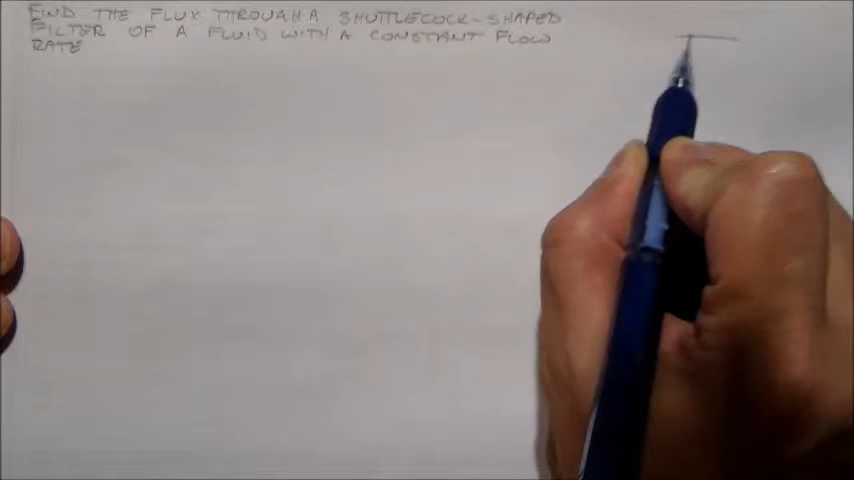 FIND THE FLUX THROUGH A SHUTTLECOCK-SHAPED
FILTER OF A FLUID WITH A CONSTANT FLOW
RATE